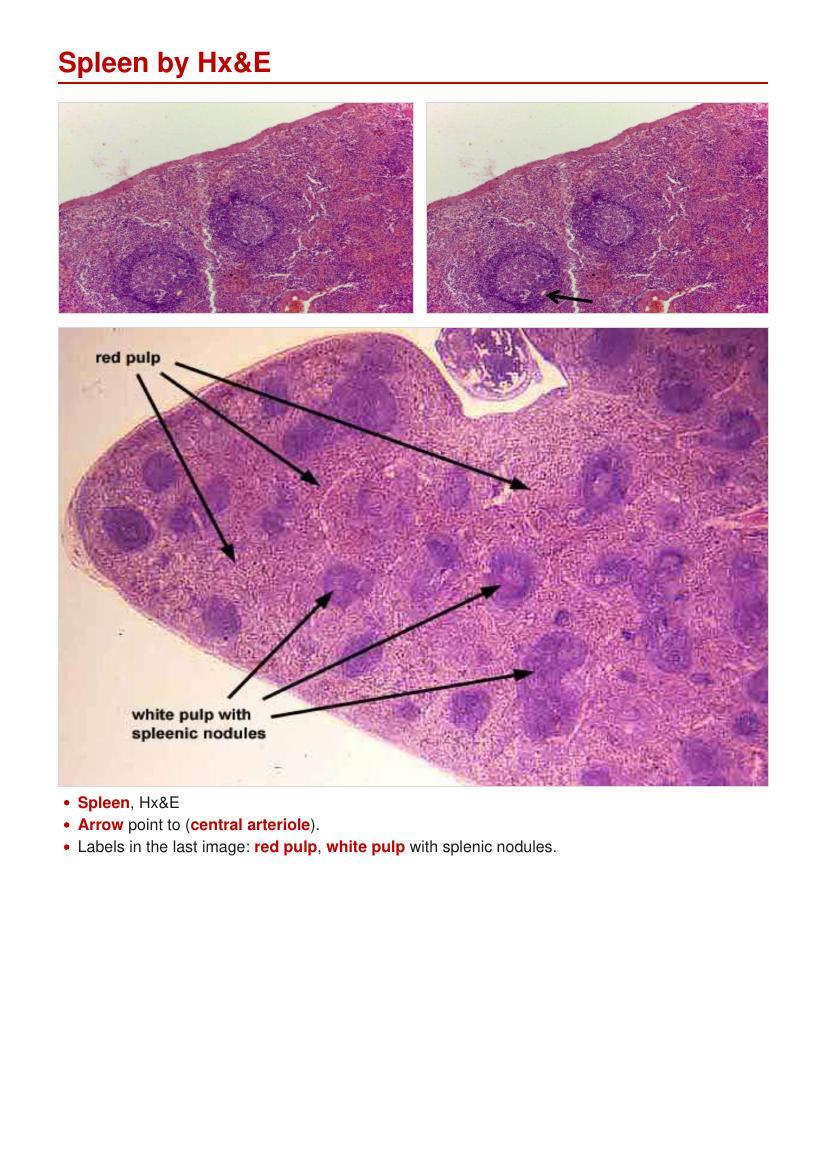 Spleen by Hx&E
red pulp
white pulp with
spleenic nodules
• Spleen, Hx&E
• Arrow point to (central arteriole).
• Labels in the last image: red pulp, white pulp with splenic nodules.